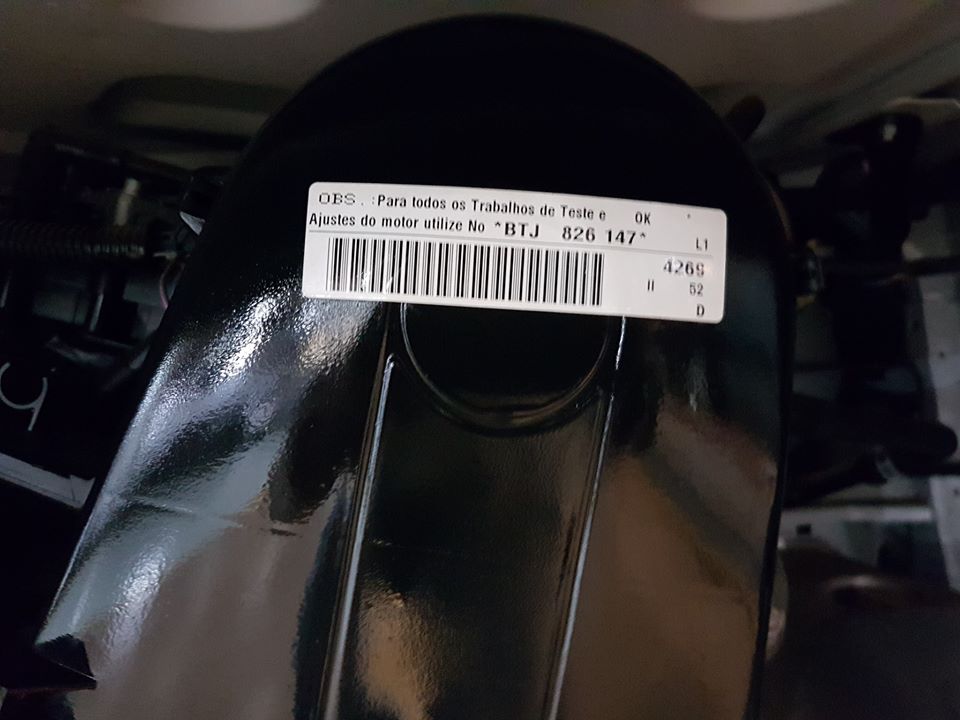 OBS. :Para todos os Trabalhos de Teste e OK *
Ajustes do motor utilize No *BTJ 826 147* L1
4269
II 52
D